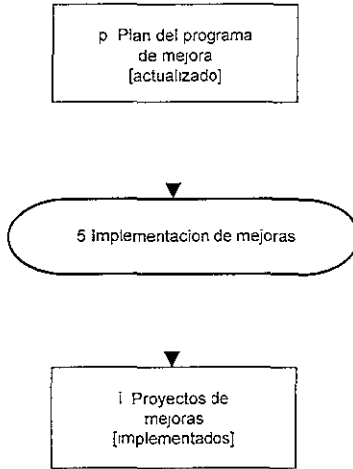 p Plan del programa
de mejora
[actualizado]
5 Implementacion de mejoras
i Proyectos de
mejoras
[implementados]